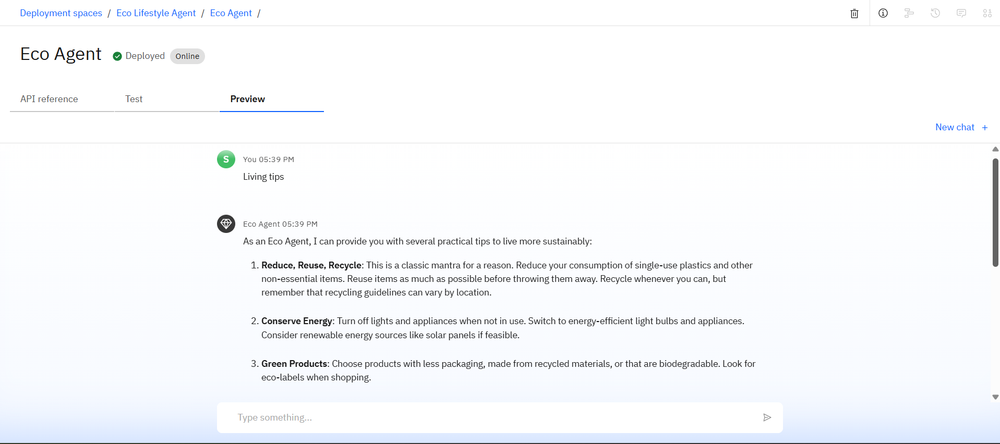 Deployment spaces / Eco Lifestyle Agent / Eco Agent /
Eco Agent Deployed Online
API reference Test Preview
New chat +
S You 05:39 PM
Living tips
Eco Agent 05:39 PM
As an Eco Agent, I can provide you with several practical tips to live more sustainably:
1. Reduce, Reuse, Recycle: This is a classic mantra for a reason. Reduce your consumption of single-use plastics and other
non-essential items. Reuse items as much as possible before throwing them away. Recycle whenever you can, but
remember that recycling guidelines can vary by location.
2. Conserve Energy: Turn off lights and appliances when not in use. Switch to energy-efficient light bulbs and appliances.
Consider renewable energy sources like solar panels if feasible.
3. Green Products: Choose products with less packaging, made from recycled materials, or that are biodegradable. Look for
eco-labels when shopping.
Type something...